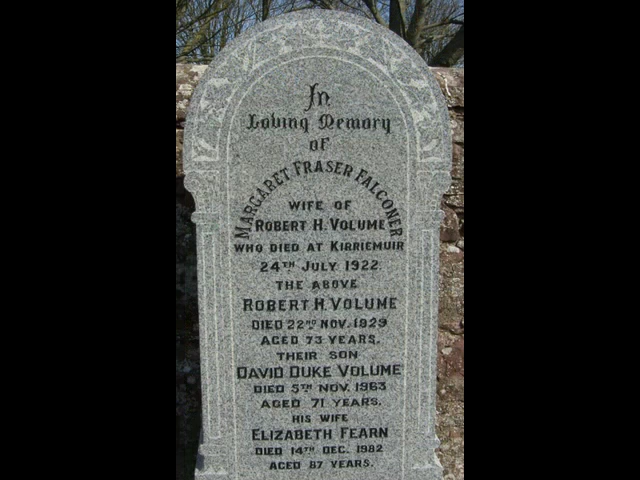 In
Loving Memory
OF
MARGARET FRASER FALCONER
WIFE OF
ROBERT H. VOLUME
WHO DIED AT KIRRIEMUIR
24TH JULY 1922.
THE ABOVE
ROBERT H. VOLUME
DIED 22ND NOV. 1929
AGED 73 YEARS.
THEIR SON
DAVID DUKE VOLUME
DIED 5TH NOV. 1963
AGED 71 YEARS.
HIS WIFE
ELIZABETH FEARN
DIED 14TH DEC. 1982
AGED 87 YEARS.